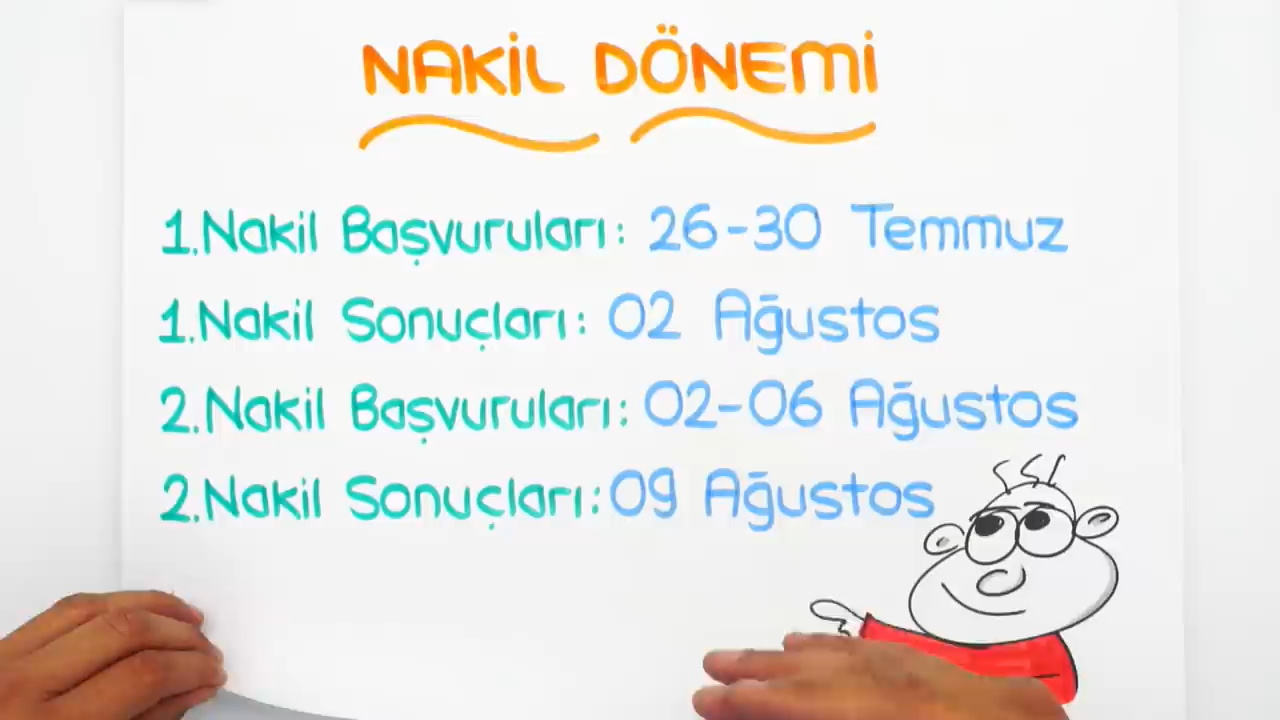 NAKİL DÖNEMİ
1.Nakil Başvuruları: 26-30 Temmuz
1.Nakil Sonuçları: 02 Ağustos
2.Nakil Başvuruları: 02-06 Ağustos
2.Nakil Sonuçları: 09 Ağustos